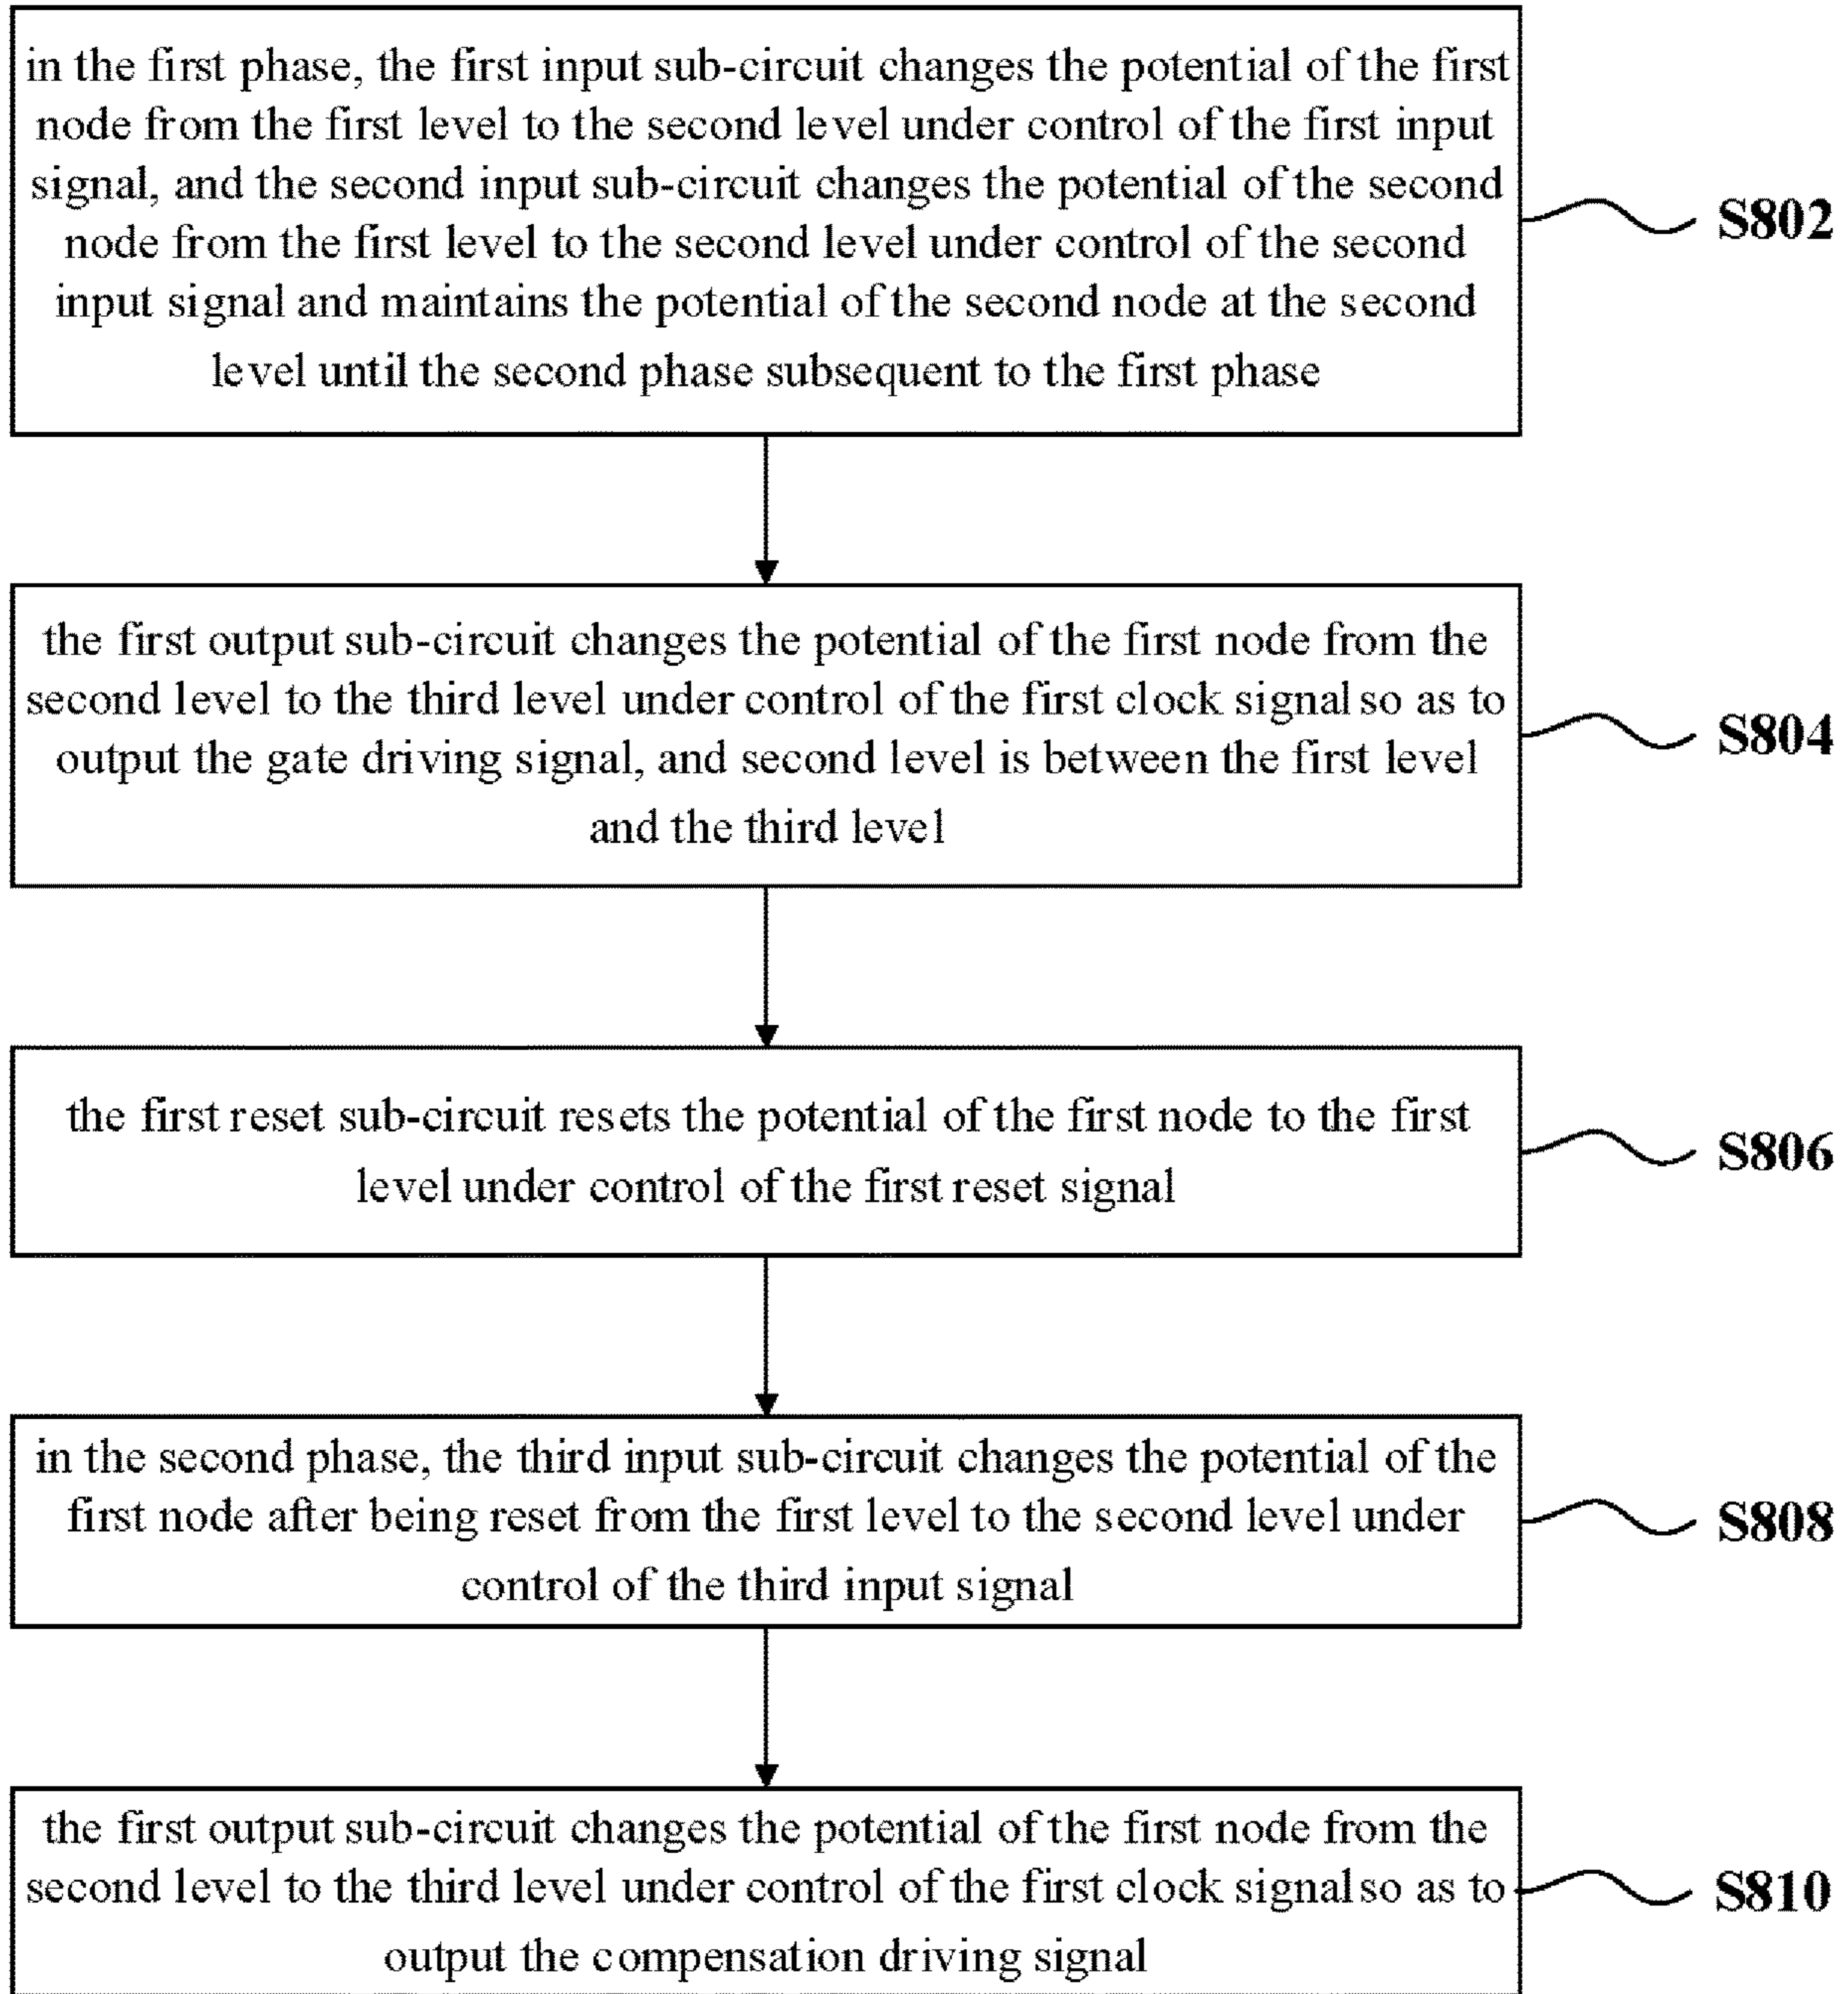 in the first phase, the first input sub-circuit changes the potential of the first
node from the first level to the second level under control of the first input
signal, and the second input sub-circuit changes the potential of the second
node from the first level to the second level under control of the second
input signal and maintains the potential of the second node at the second
level until the second phase subsequent to the first phase
S802
the first output sub-circuit changes the potential of the first node from the
second level to the third level under control of the first clock signal so as to
output the gate driving signal, and second level is between the first level
and the third level
S804
the first reset sub-circuit resets the potential of the first node to the first
level under control of the first reset signal
S806
in the second phase, the third input sub-circuit changes the potential of the
first node after being reset from the first level to the second level under
control of the third input signal
S808
the first output sub-circuit changes the potential of the first node from the
second level to the third level under control of the first clock signal so as to
output the compensation driving signal
S810